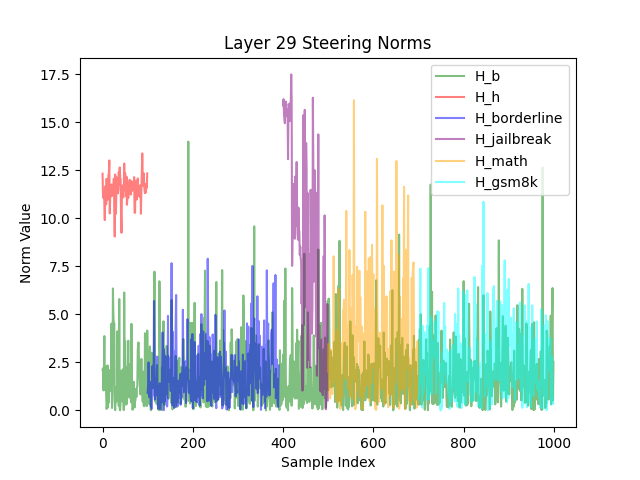 Layer 29 Steering Norms
Norm Value
17.5
15.0
12.5
10.0
7.5
5.0
2.5
0.0
H_b
H_h
H_borderline
H_jailbreak
H_math
H_gsm8k
0
200
400
600
800
1000
Sample Index